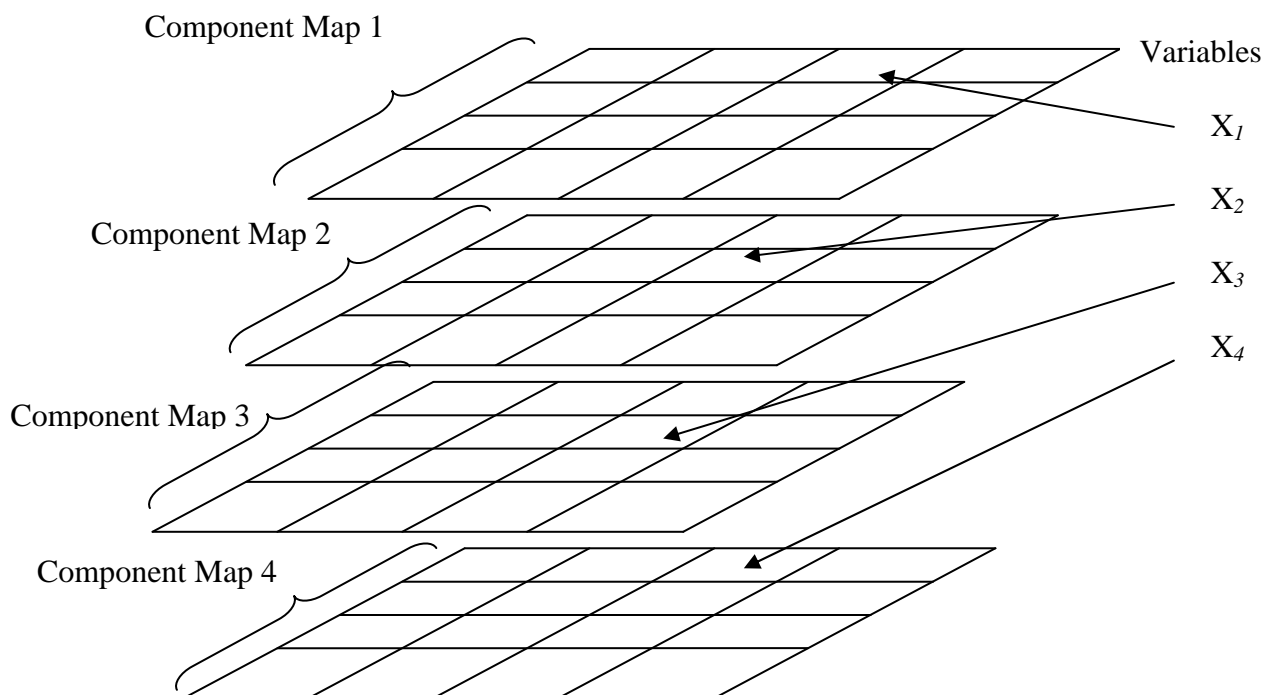 Component Map 1
Variables
X1
X2
Component Map 2
X3
X4
Component Map 3
Component Map 4